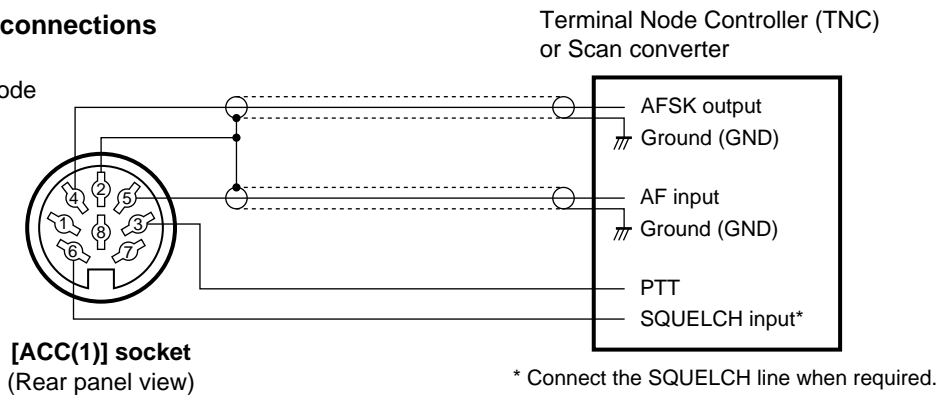 connections
Terminal Node Controller (TNC)
or Scan converter
ode
AFSK output
Ground (GND)
AF input
Ground (GND)
PTT
SQUELCH input*
4
2
5
1
8
3
6
7
[ACC(1)] socket
(Rear panel view)
* Connect the SQUELCH line when required.